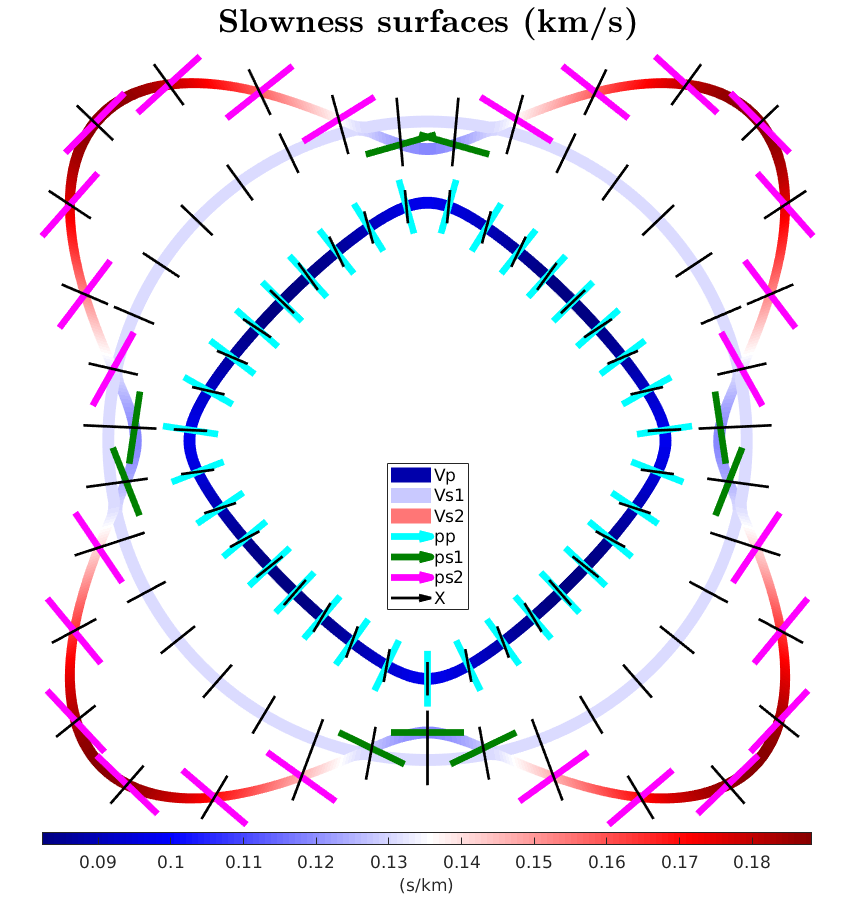 Slowness surfaces (km/s)
Vp
Vs1
Vs2
pp
ps1
ps2
X
0.09 0.1 0.11 0.12 0.13 0.14 0.15 0.16 0.17 0.18
(s/km)